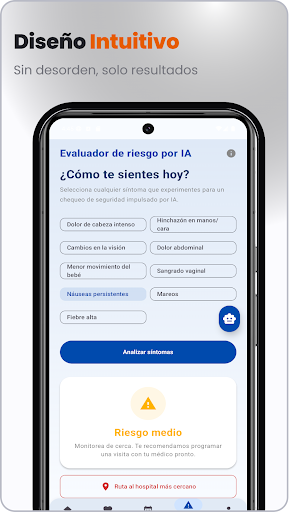 Diseño Intuitivo
Sin desorden, solo resultados
Evaluador de riesgo por IA
¿Cómo te sientes hoy?
Selecciona cualquier síntoma que experimentes para un
chequeo de seguridad impulsado por IA.
Dolor de cabeza intenso
Hinchazón en manos/
cara
Cambios en la visión
Dolor abdominal
Menor movimiento del
bebé
Sangrado vaginal
Náuseas persistentes
Mareos
Fiebre alta
Analizar síntomas
Riesgo medio
Monitorea de cerca. Te recomendamos programar
una visita con tu médico pronto.
Ruta al hospital más cercano